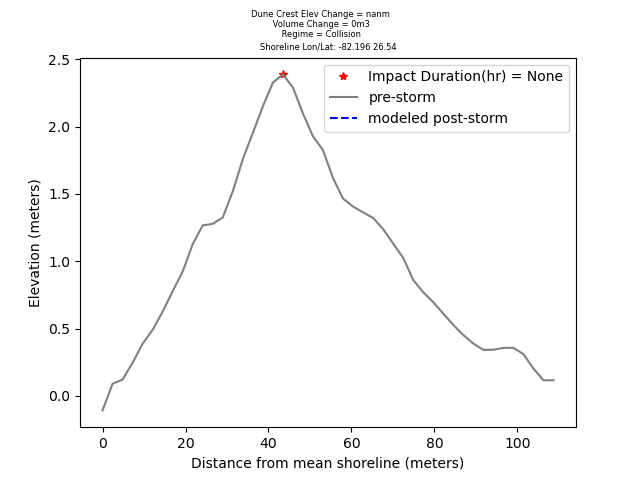 Dune Crest Elev Change = nanm
Volume Change = 0m3
Regime = Collision
Shoreline Lon/Lat: -82.196 26.54
Impact Duration(hr) = None
pre-storm
modeled post-storm
Elevation (meters)
2.5
2.0
1.5
1.0
0.5
0.0
0
20
40
60
80
100
Distance from mean shoreline (meters)